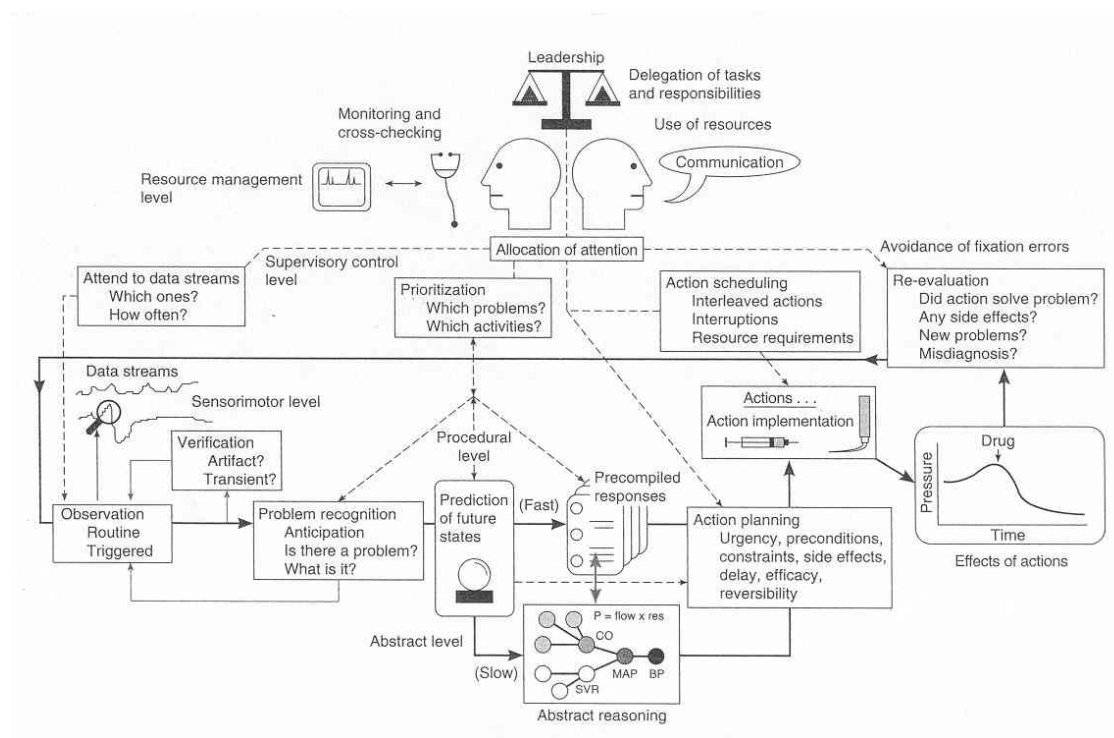 Leadership
Delegation of tasks
and responsibilities
Monitoring and
cross-checking
Use of resources
Communication
Resource management
level
Allocation of attention
Avoidance of fixation errors
Supervisory control
level
Attend to data streams
Which ones?
How often?
Prioritization
Which problems?
Which activities?
Action scheduling
Interleaved actions
Interruptions
Resource requirements
Re-evaluation
Did action solve problem?
Any side effects?
New problems?
Misdiagnosis?
Data streams
Sensorimotor level
Verification
Artifact?
Transient?
Procedural
level
Actions . . .
Action implementation
Drug
Pressure
Time
Effects of actions
Observation
Routine
Triggered
Problem recognition
Anticipation
Is there a problem?
What is it?
Prediction
of future
states
(Fast)
Precompiled
responses
Action planning
Urgency, preconditions,
constraints, side effects,
delay, efficacy,
reversibility
Abstract level
(Slow)
P = flow x res
CO
MAP
BP
SVR
Abstract reasoning